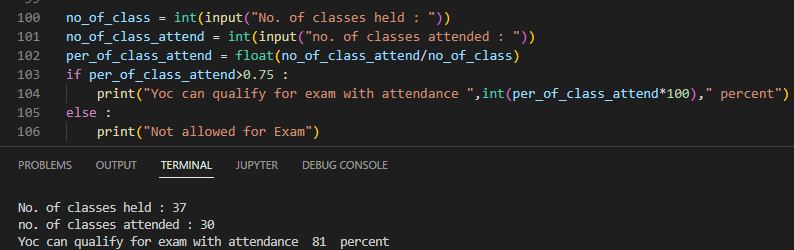 100 no_of_class = int(input("No. of classes held : "))
101 no_of_class_attend = int(input("no. of classes attended : "))
102 per_of_class_attend = float(no_of_class_attend/no_of_class)
103 if per_of_class_attend>0.75 :
104     print("Yoc can qualify for exam with attendance ",int(per_of_class_attend*100)," percent")
105 else :
106     print("Not allowed for Exam")
PROBLEMS OUTPUT TERMINAL JUPYTER DEBUG CONSOLE
No. of classes held : 37
no. of classes attended : 30
Yoc can qualify for exam with attendance  81  percent